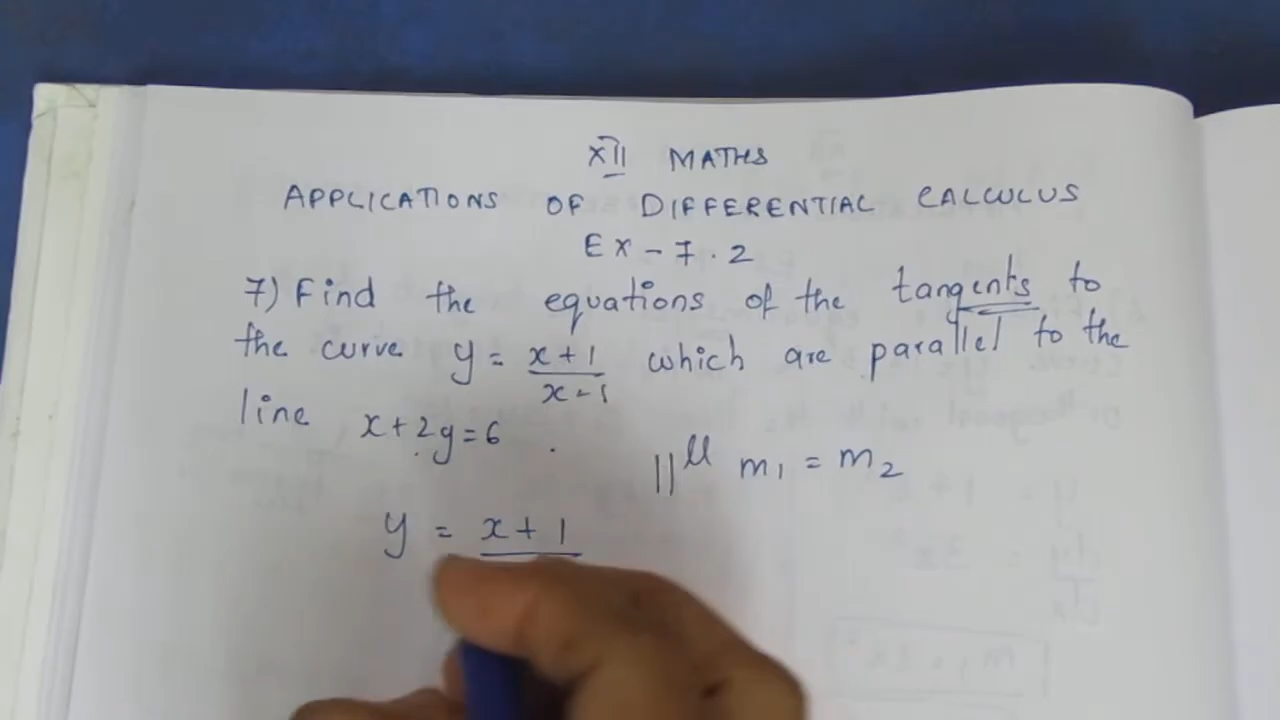 XII MATHS
APPLICATIONS OF DIFFERENTIAL CALCULUS
EX - 7.2
7) Find the equations of the tangents to
the curve y = x+1/x-1 which are parallel to the
line x+2y=6 .
||ll m₁ = m₂
y = x+1